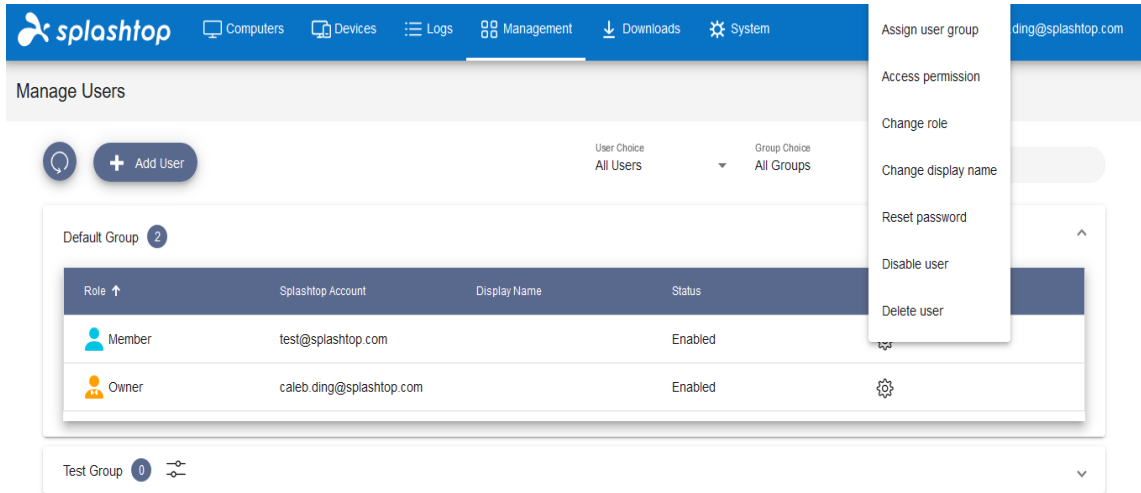 splashtop
Computers
Devices
Logs
Management
Downloads
System
.ding@splashtop.com
Assign user group
Access permission
Change role
Change display name
Reset password
Disable user
Delete user
Manage Users
Add User
User Choice
All Users
Group Choice
All Groups
Default Group 2
Role Splashtop Account Display Name Status
Member test@splashtop.com Enabled
Owner caleb.ding@splashtop.com Enabled
Test Group 0